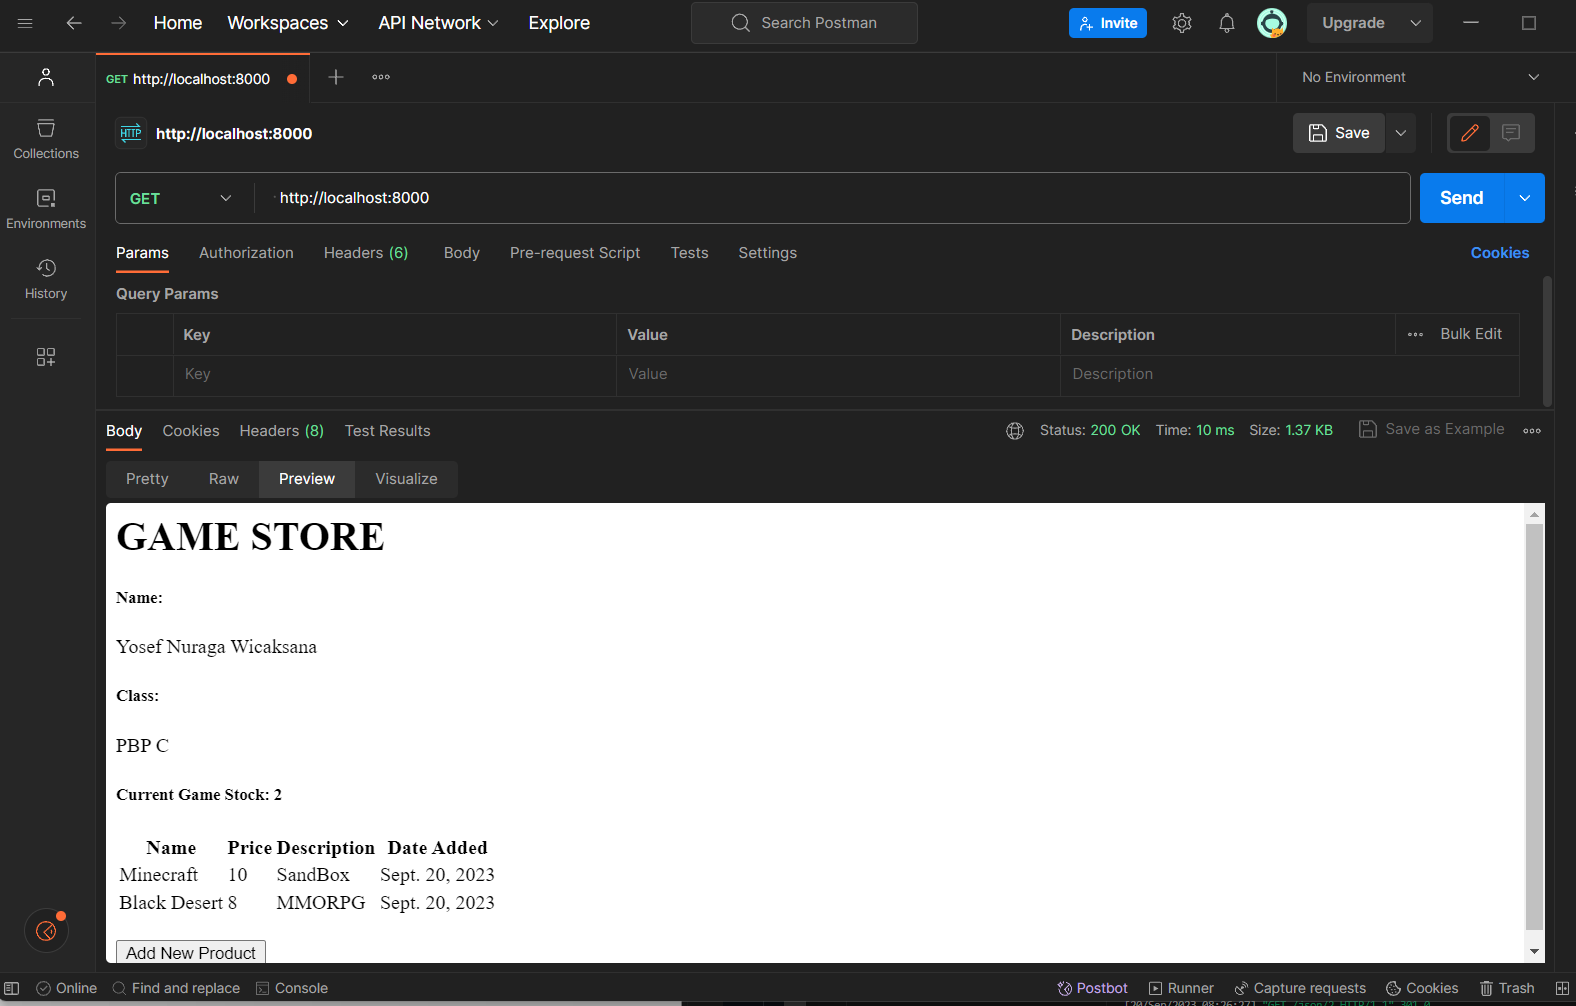 Home Workspaces API Network Explore Search Postman Invite Upgrade
GET http://localhost:8000 No Environment
HTTP http://localhost:8000 Save
Collections
Environments
History
GET http://localhost:8000 Send
Params Authorization Headers (6) Body Pre-request Script Tests Settings Cookies
Query Params
Key Value Description Bulk Edit
Key Value Description
Body Cookies Headers (8) Test Results Status: 200 OK Time: 10 ms Size: 1.37 KB Save as Example
Pretty Raw Preview Visualize
GAME STORE
Name:
Yosef Nuraga Wicaksana
Class:
PBP C
Current Game Stock: 2
Name Price Description Date Added
Minecraft 10 SandBox Sept. 20, 2023
Black Desert 8 MMORPG Sept. 20, 2023
Add New Product
Online Find and replace Console Postbot Runner Capture requests Cookies Trash